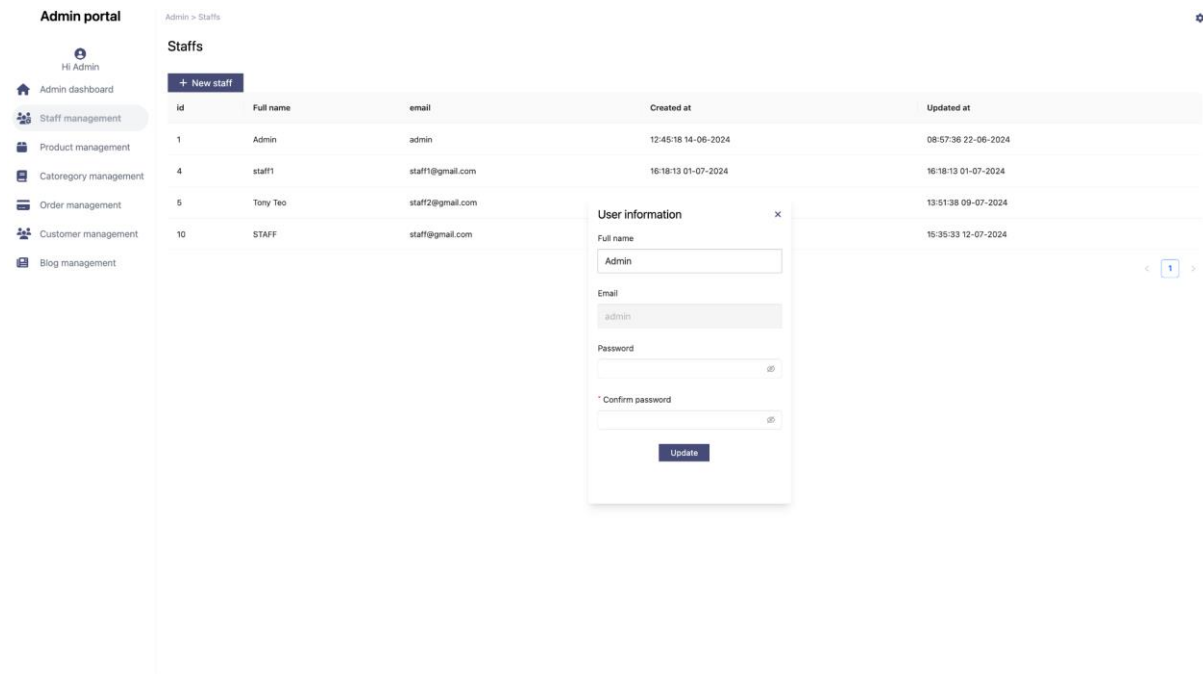 Admin portal
Hi Admin
Admin dashboard
Staff management
Product management
Catoregory management
Order management
Customer management
Blog management
Admin > Staffs
Staffs
+ New staff
id Full name email Created at Updated at
1 Admin admin 12:45:18 14-06-2024 08:57:36 22-06-2024
4 staff1 staff1@gmail.com 16:18:13 01-07-2024 16:18:13 01-07-2024
5 Tony Teo staff2@gmail.com 13:51:38 09-07-2024
10 STAFF staff@gmail.com 15:35:33 12-07-2024
< 1 >
User information ×
Full name
Admin
Email
admin
Password
* Confirm password
Update